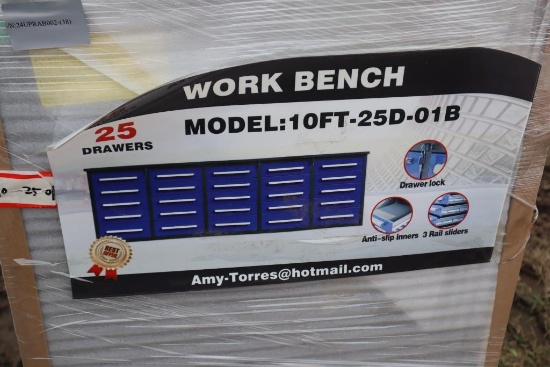 WORK BENCH
25
DRAWERS
MODEL:10FT-25D-01B
Drawer lock
Anti-slip inners
3 Rail sliders
BEST
Amy-Torres@hotmail.com